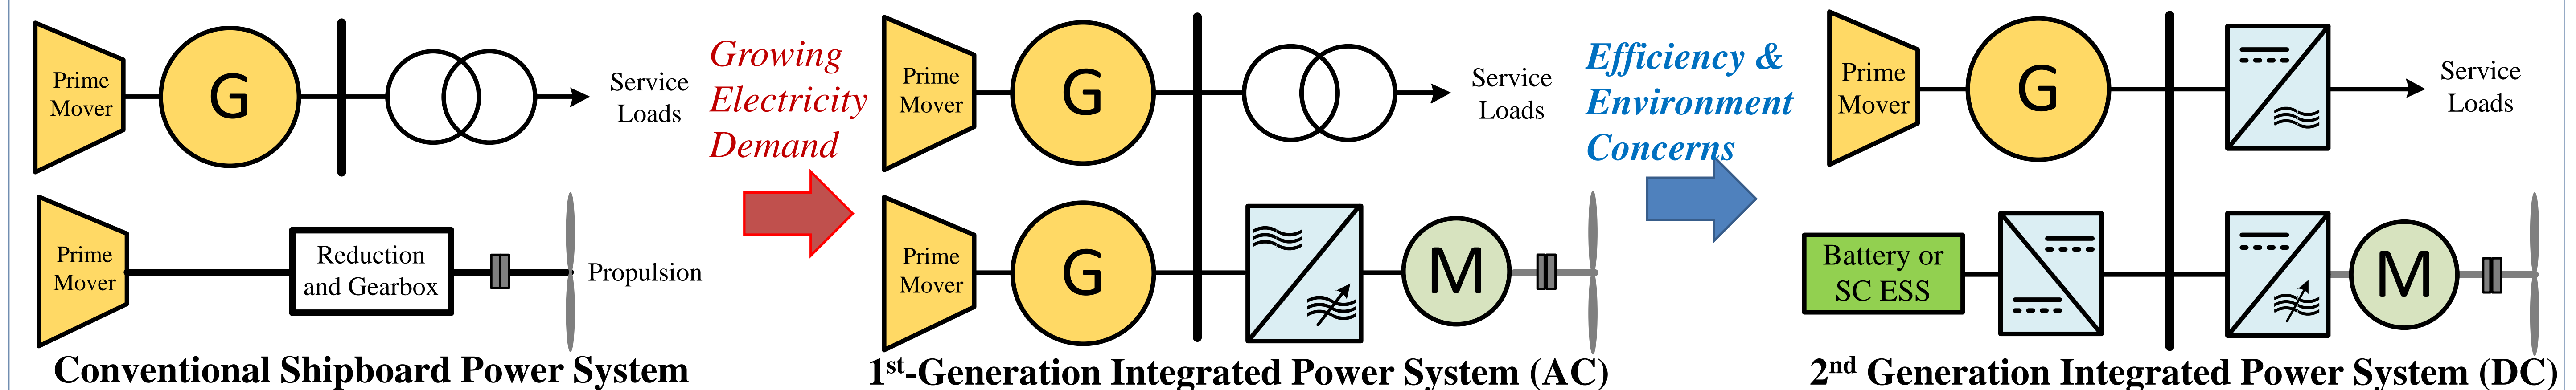 Prime
Mover
G
Service
Loads
Prime
Mover
Reduction
and Gearbox
Propulsion
Conventional Shipboard Power System
Growing
Electricity
Demand
Prime
Mover
G
Service
Loads
Prime
Mover
G
M
1st-Generation Integrated Power System (AC)
Efficiency &
Environment
Concerns
Prime
Mover
G
Service
Loads
Battery or
SC ESS
M
2nd Generation Integrated Power System (DC)